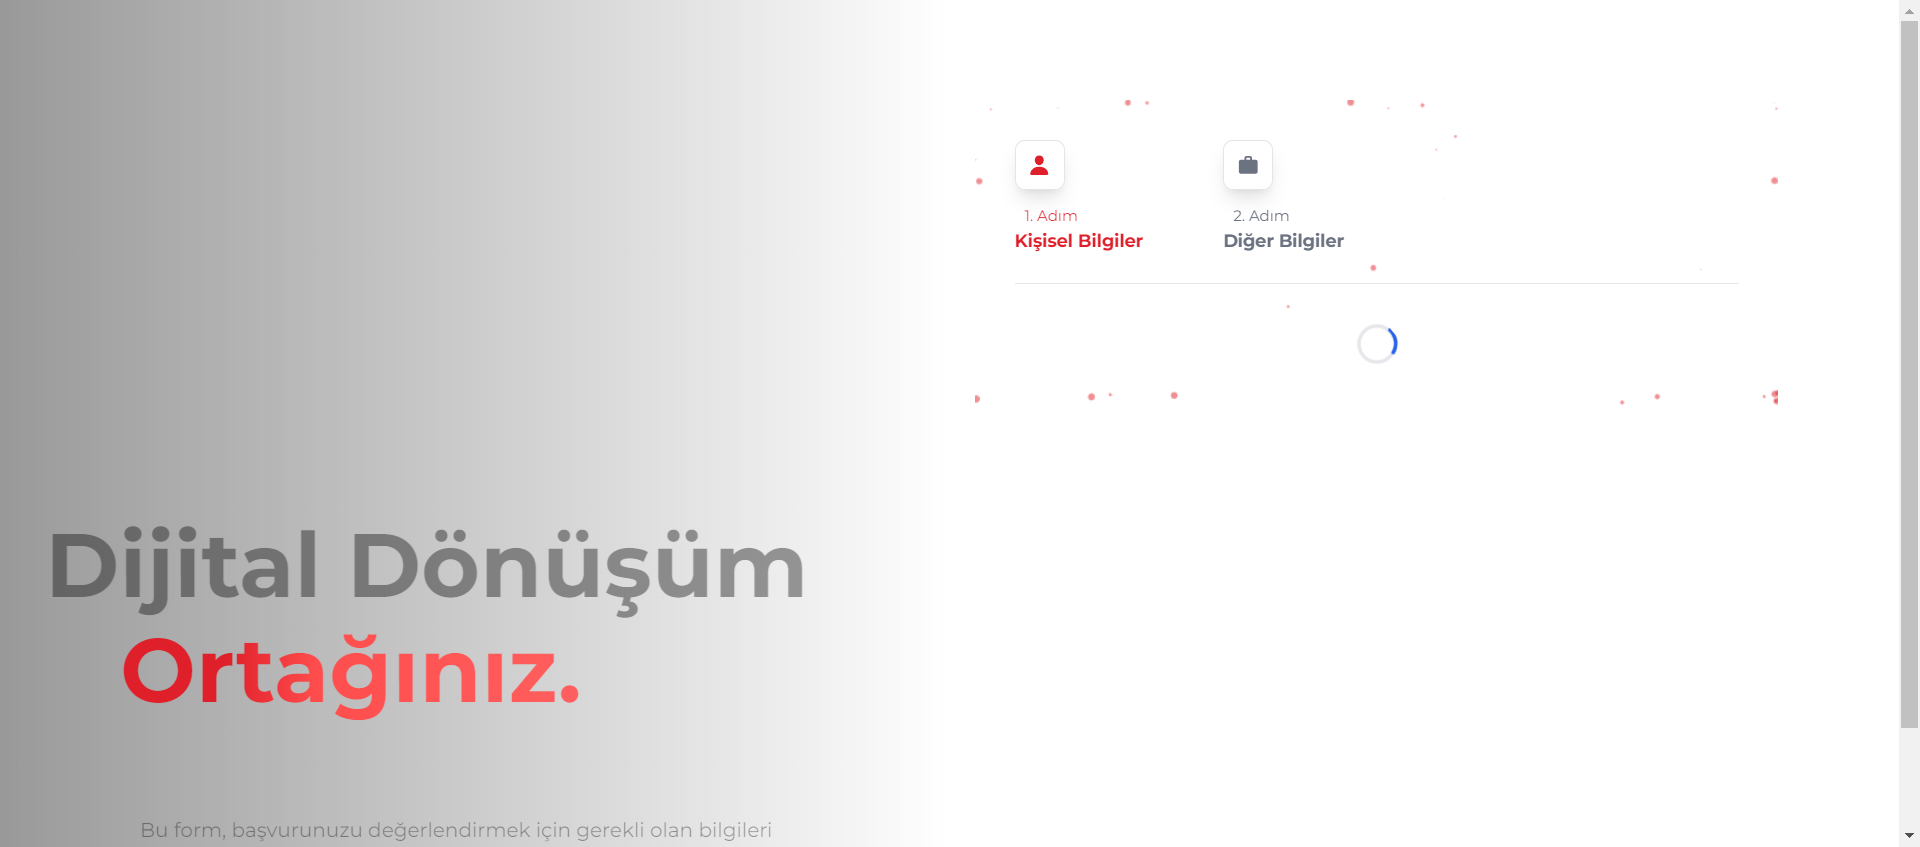 1. Adım
Kişisel Bilgiler
2. Adım
Diğer Bilgiler
Dijital Dönüşüm
Ortağınız.
Bu form, başvurunuzu değerlendirmek için gerekli olan bilgileri